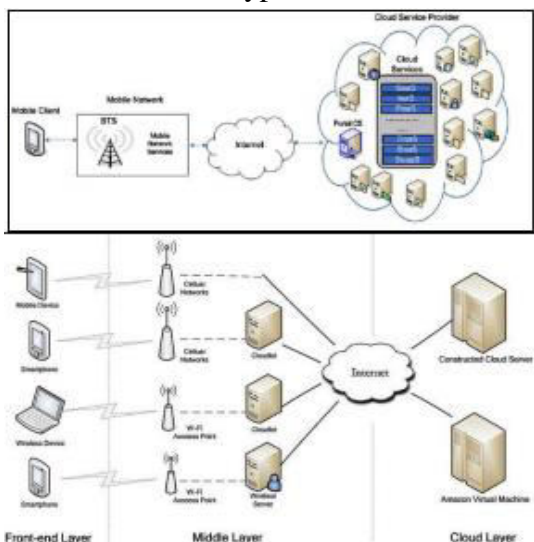 Cloud Service Provider
Cloud
Services
Mobile Network
Mobile Client
BTS
Mobile
Network
Services
Internet
Mobile Device
Cellular
Networks
Smartphone
Cellular
Networks
Cloudlet
Internet
Constructed Cloud Server
Wireless Device
Wi-Fi
Access Point
Cloudlet
Smartphone
Wi-Fi
Access Point
Wireless
Server
Amazon Virtual Machine
Front-end Layer
Middle Layer
Cloud Layer